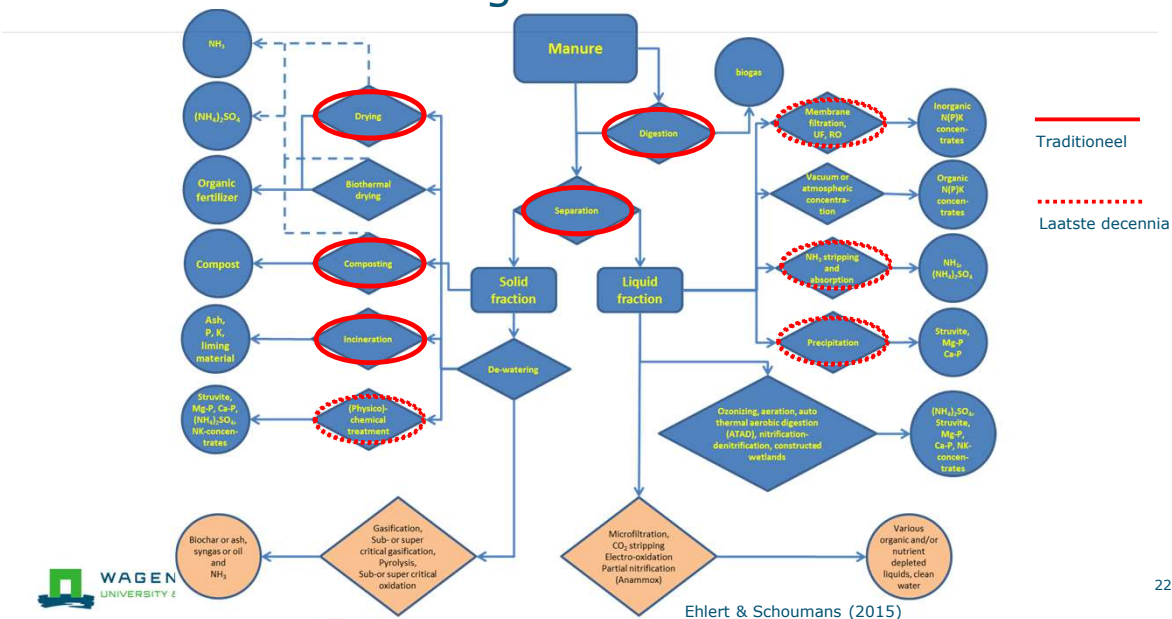 g
Manure
NH₃
biogas
(NH₄)₂SO₄
Drying
Digestion
Membrane
filtration,
UF, RO
Inorganic
N(P)K
concen-
trates
Traditioneel
Organic
fertilizer
Biothermal
drying
Separation
Vacuum or
atmospheric
concentra-
tion
Organic
N(P)K
concen-
trates
Laatste decennia
Compost
Composting
Solid
fraction
Liquid
fraction
NH₃ stripping
and
absorption
NH₃,
(NH₄)₂SO₄
Ash,
P, K,
liming
material
Incineration
De-watering
Precipitation
Struvite,
Mg-P
Ca-P
Struvite,
Mg-P, Ca-P,
(NH₄)₂SO₄,
NK-concen-
trates
(Physico)-
chemical
treatment
Ozonizing, aeration, auto
thermal aerobic digestion
(ATAD), nitrification-
denitrification, constructed
wetlands
(NH₄)₂SO₄,
Struvite,
Mg-P,
Ca-P, NK-
concen-
trates
Biochar or ash,
syngas or oil
and
NH₃
Gasification,
Sub- or super
critical gasification,
Pyrolysis,
Sub-or super critical
oxidation
Microfiltration,
CO₂ stripping
Electro-oxidation
Partial nitrification
(Anammox)
Various
organic and/or
nutrient
depleted
liquids, clean
water
WAGEN
UNIVERSITY &
Ehlert & Schoumans (2015)
22